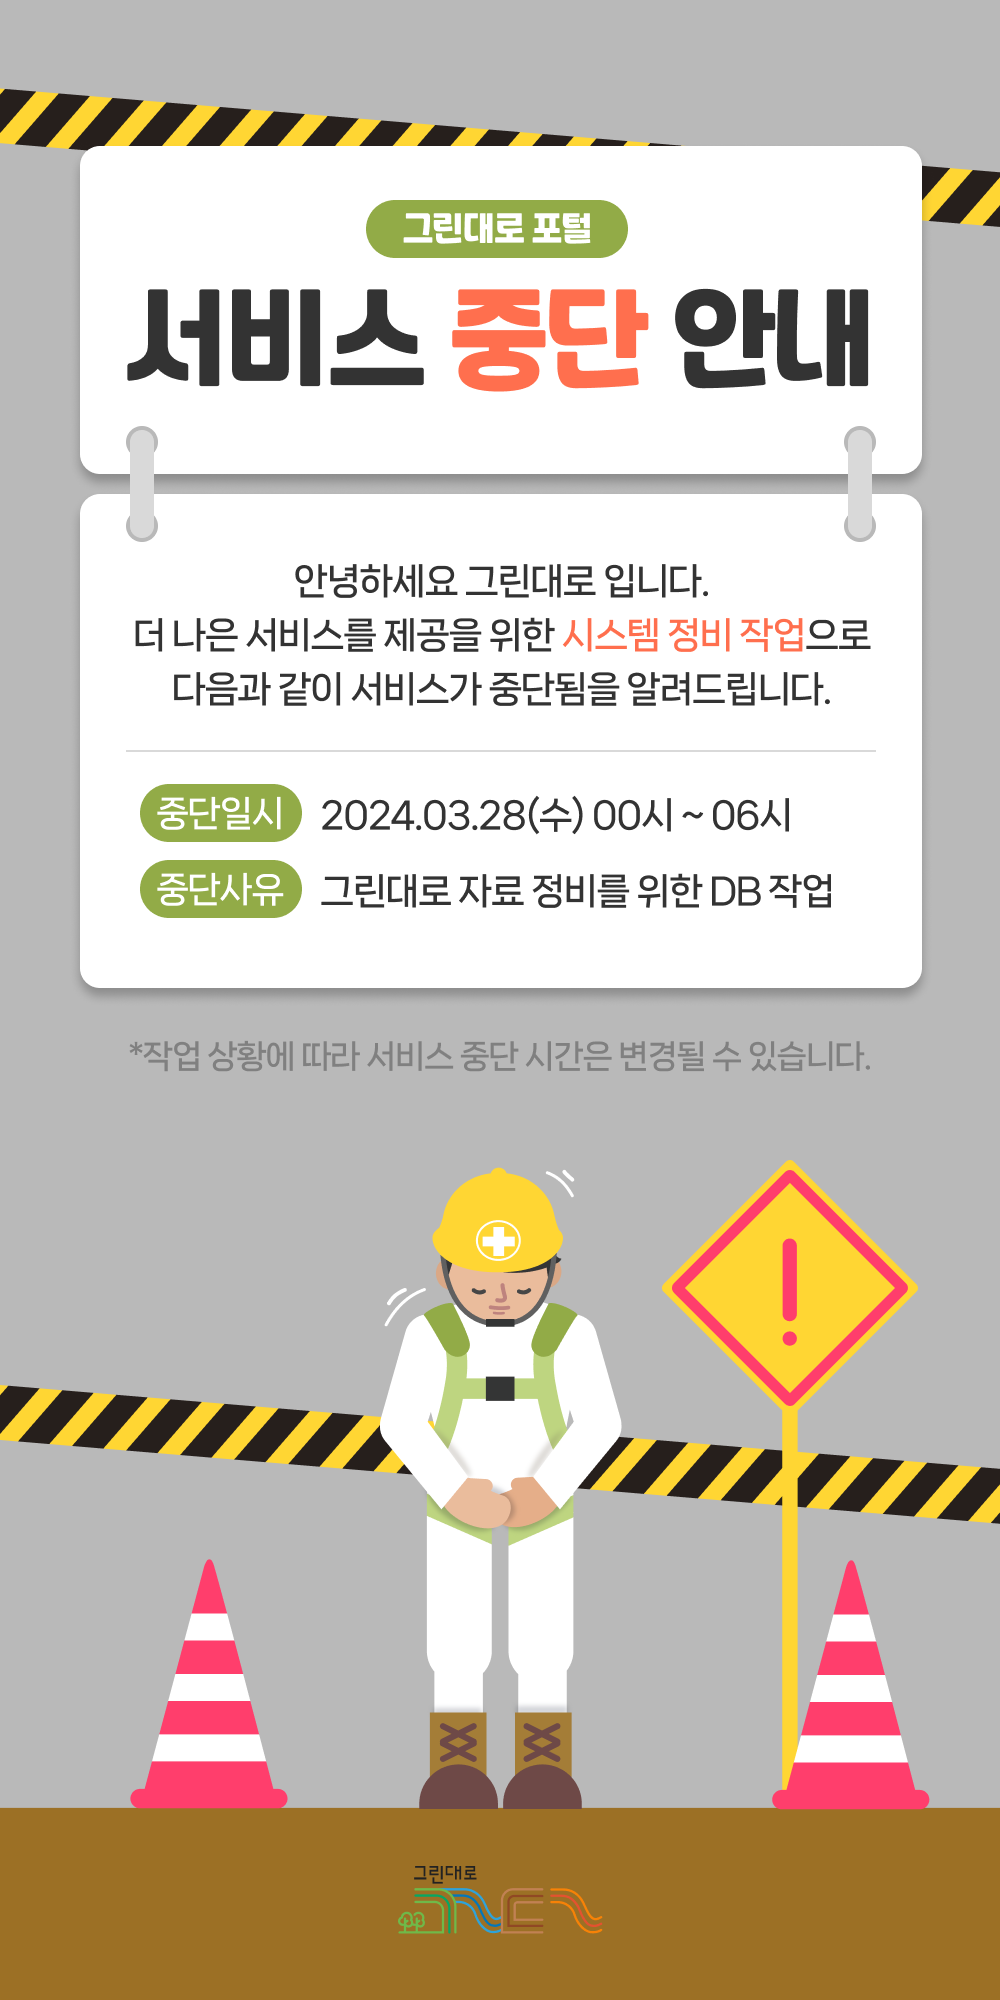 그린대로 포털
서비스 중단 안내
안녕하세요 그린대로 입니다.
더 나은 서비스를 제공을 위한 시스템 정비 작업으로
다음과 같이 서비스가 중단됨을 알려드립니다.
중단일시 2024.03.28(수) 00시 ~ 06시
중단사유 그린대로 자료 정비를 위한 DB 작업
*작업 상황에 따라 서비스 중단 시간은 변경될 수 있습니다.
그린대로